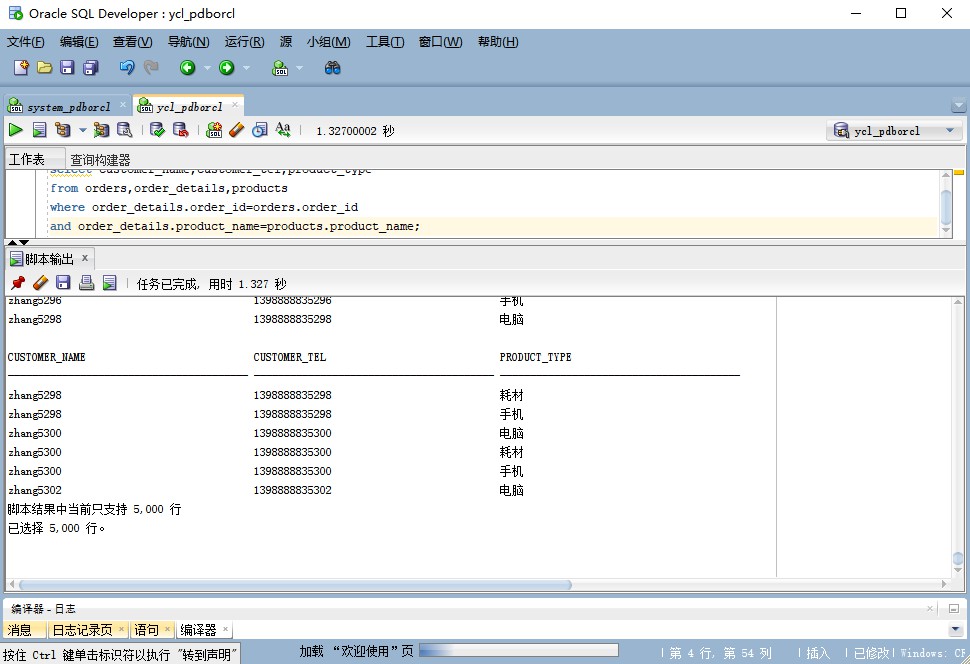 Oracle SQL Developer : ycl_pdborcl
文件(F) 编辑(E) 查看(V) 导航(N) 运行(R) 源 小组(M) 工具(T) 窗口(W) 帮助(H)
system_pdborcl × ycl_pdborcl ×
1.32700002 秒 ycl_pdborcl
工作表 查询构建器
select customer_name,customer_tel,product_type
from orders,order_details,products
where order_details.order_id=orders.order_id
and order_details.product_name=products.product_name;
脚本输出 ×
任务已完成, 用时 1.327 秒
zhang5296 1398888835296 手机
zhang5298 1398888835298 电脑
CUSTOMER_NAME CUSTOMER_TEL PRODUCT_TYPE
zhang5298 1398888835298 耗材
zhang5298 1398888835298 手机
zhang5300 1398888835300 电脑
zhang5300 1398888835300 耗材
zhang5300 1398888835300 手机
zhang5302 1398888835302 电脑
脚本结果中当前只支持 5,000 行
已选择 5,000 行。
编译器 - 日志
消息 日志记录页 × 语句 × 编译器 ×
按住 Ctrl 键单击标识符以执行 "转到声明" 加载 “欢迎使用”页 第 4 行, 第 54 列 插入 已修改 Windows: CR